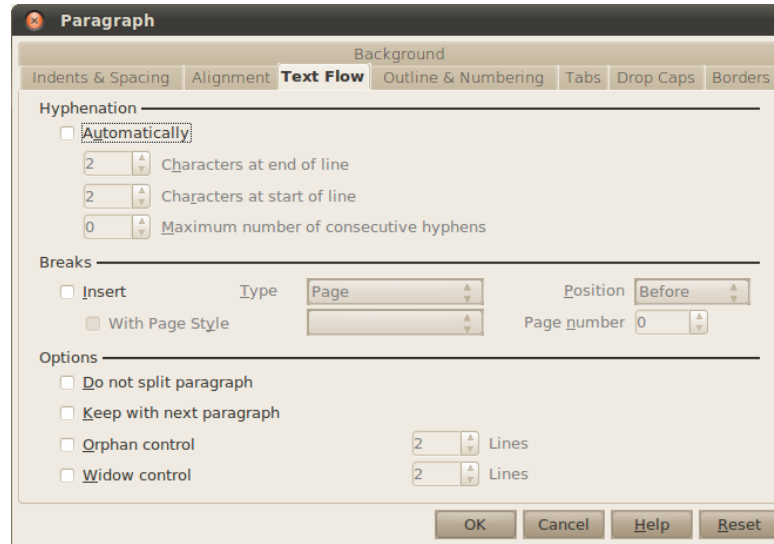 Paragraph
Background
Indents & Spacing Alignment Text Flow Outline & Numbering Tabs Drop Caps Borders
Hyphenation
Automatically
2 Characters at end of line
2 Characters at start of line
0 Maximum number of consecutive hyphens
Breaks
Insert Type Page Position Before
With Page Style Page number 0
Options
Do not split paragraph
Keep with next paragraph
Orphan control 2 Lines
Widow control 2 Lines
OK Cancel Help Reset